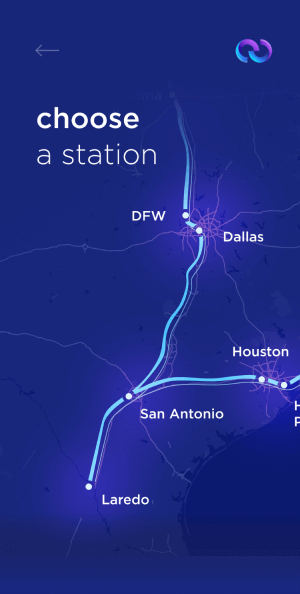 choose
a station
DFW
Dallas
Houston
H
P
San Antonio
Laredo